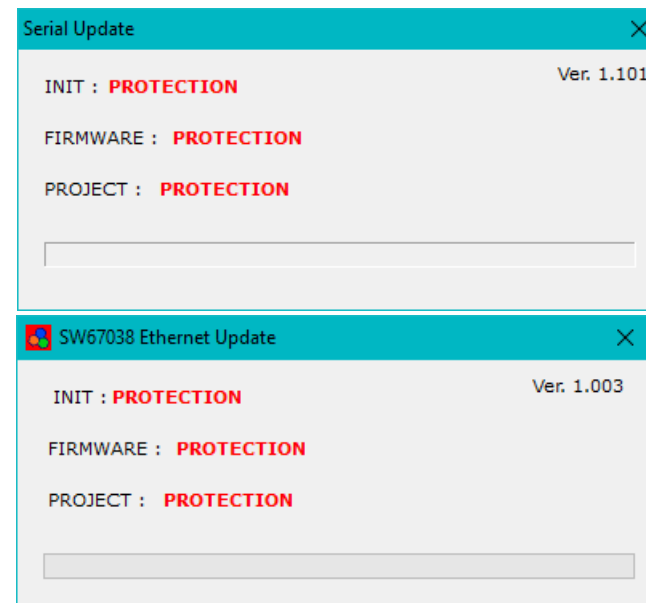 Serial Update
Ver. 1.101
INIT : PROTECTION
FIRMWARE : PROTECTION
PROJECT : PROTECTION
SW67038 Ethernet Update
Ver. 1.003
INIT : PROTECTION
FIRMWARE : PROTECTION
PROJECT : PROTECTION